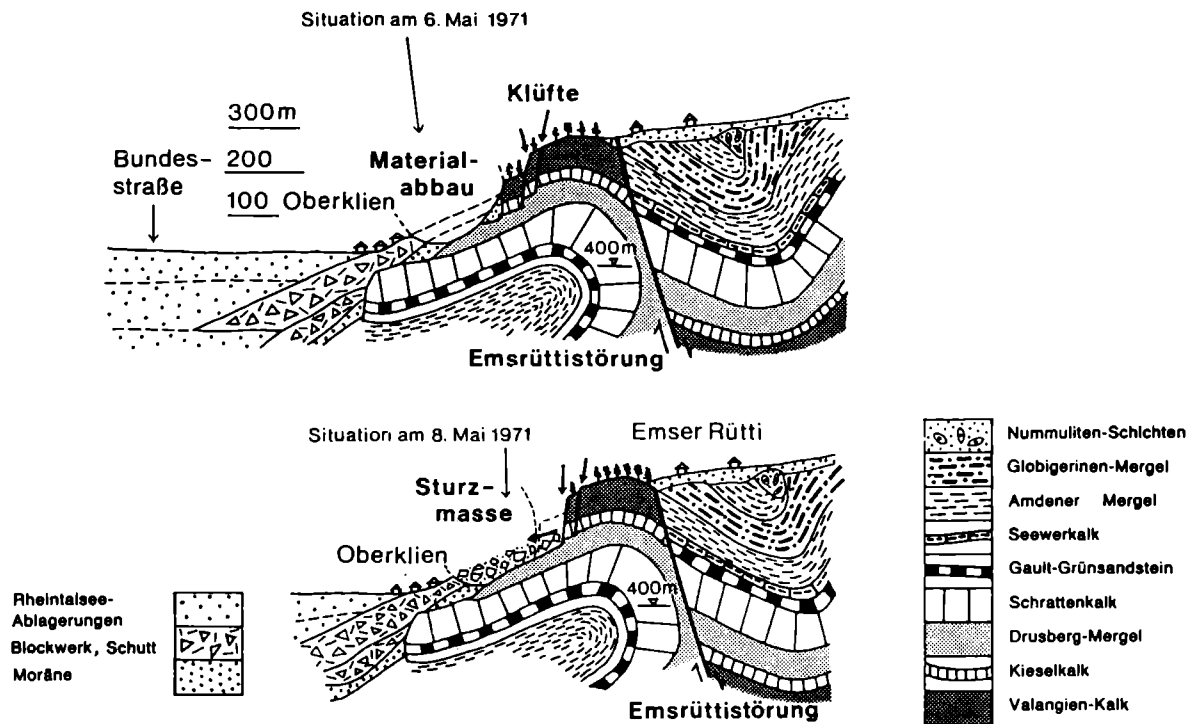 Situation am 6. Mai 1971
Klüfte
300m
Bundes-
straße
200
Material-
abbau
100 Oberklien
400m
Emsrüttistörung
Situation am 8. Mai 1971
Emser Rütti
Sturz-
masse
Oberklien
400m
Emsrüttistörung
Rheintalsee-
Ablagerungen
Blockwerk, Schutt
Moräne
Nummuliten-Schichten
Globigerinen-Mergel
Amdener Mergel
Seewerkalk
Gault-Grünsandstein
Schrattenkalk
Drusberg-Mergel
Kieselkalk
Valangien-Kalk